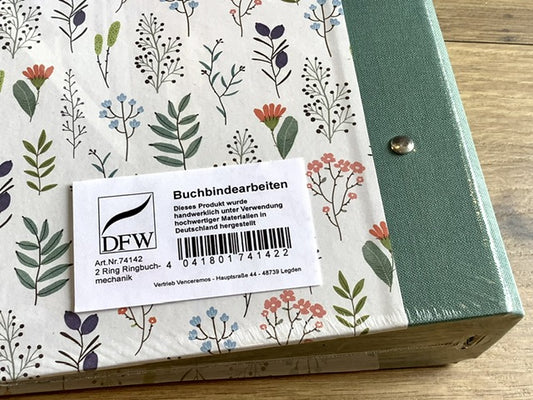 Buchbindearbeiten
Dieses Produkt wurde
handwerklich unter Verwendung
hochwertiger Materialien in
Deutschland hergestellt
DFW
Art.Nr.74142
2 Ring Ringbuch-
mechanik
4 041801 741422
Vertrieb Venceremos - Hauptsraße 44 - 48739 Legden